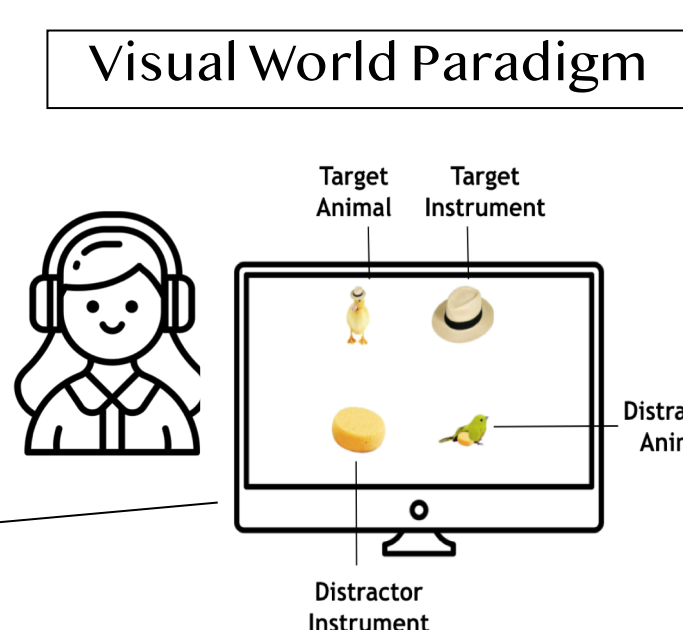 Visual World Paradigm
Target
Animal
Target
Instrument
Distractor
Instrument